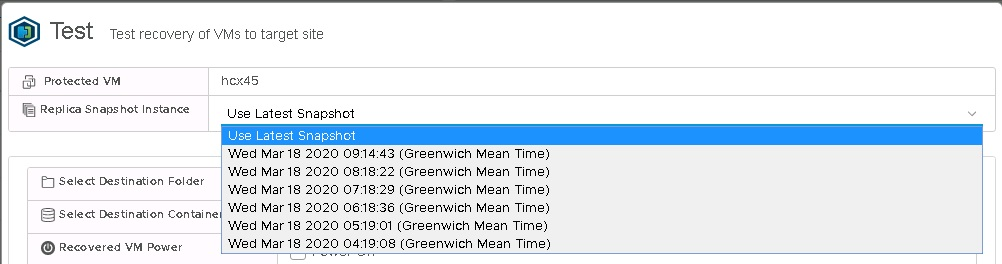 Test Test recovery of VMs to target site
Protected VM hcx45
Replica Snapshot Instance Use Latest Snapshot
Use Latest Snapshot
Wed Mar 18 2020 09:14:43 (Greenwich Mean Time)
Wed Mar 18 2020 08:18:22 (Greenwich Mean Time)
Select Destination Folder Wed Mar 18 2020 07:18:29 (Greenwich Mean Time)
Wed Mar 18 2020 06:18:36 (Greenwich Mean Time)
Select Destination Container Wed Mar 18 2020 05:19:01 (Greenwich Mean Time)
Recovered VM Power Wed Mar 18 2020 04:19:08 (Greenwich Mean Time)